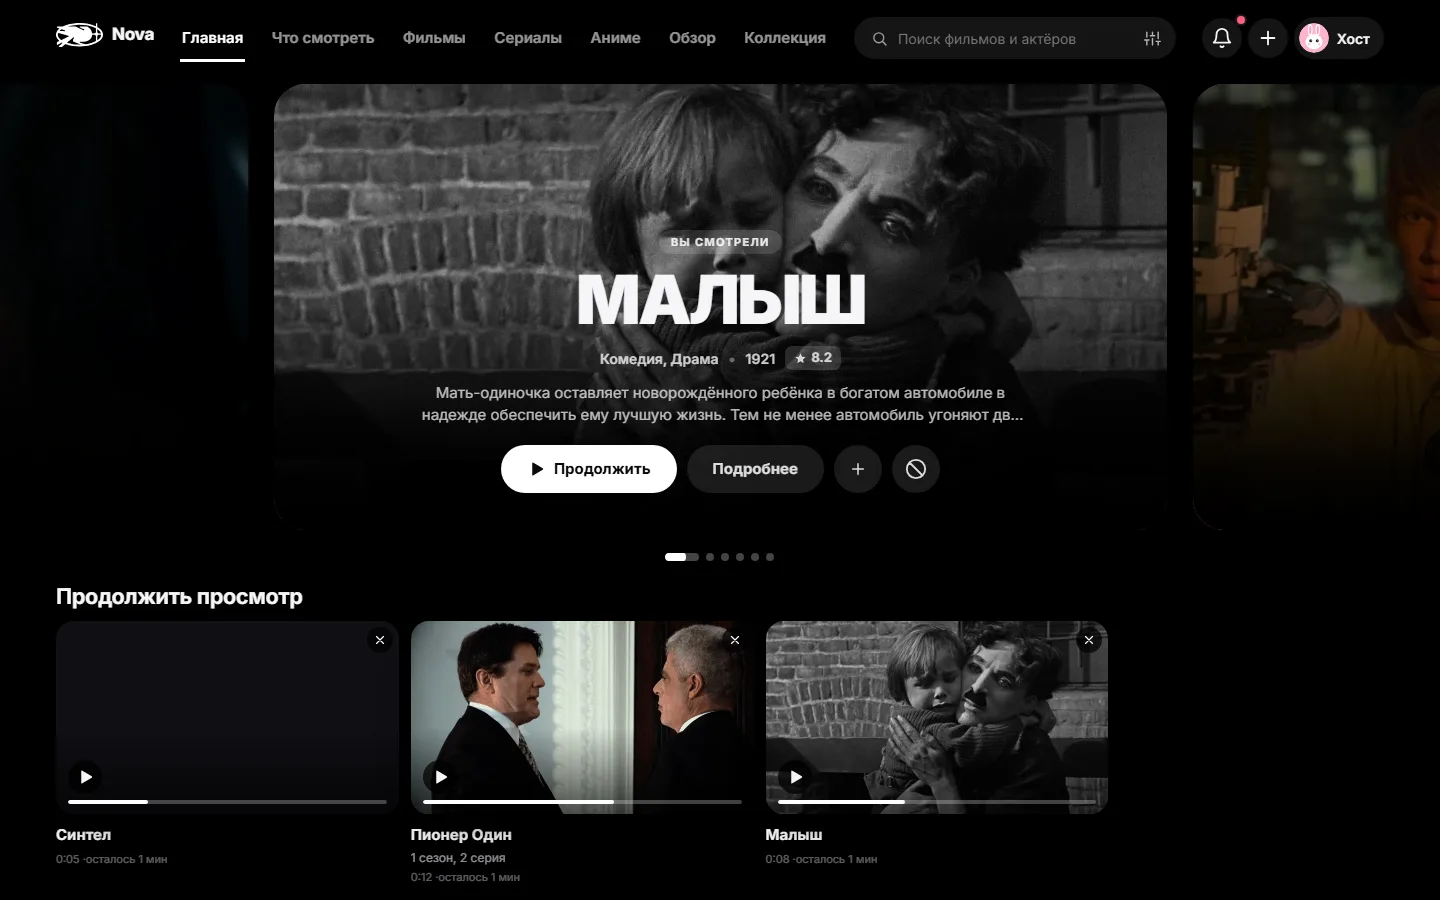 Nova
Главная
Что смотреть
Фильмы
Сериалы
Аниме
Обзор
Коллекция
Поиск фильмов и актёров
Хост
ВЫ СМОТРЕЛИ
МАЛЫШ
Комедия, Драма • 1921 ★ 8.2
Мать-одиночка оставляет новорождённого ребёнка в богатом автомобиле в
надежде обеспечить ему лучшую жизнь. Тем не менее автомобиль угоняют дв...
Продолжить
Подробнее
Продолжить просмотр
Синтел
0:05 ·осталось 1 мин
Пионер Один
1 сезон, 2 серия
0:12 ·осталось 1 мин
Малыш
0:08 ·осталось 1 мин